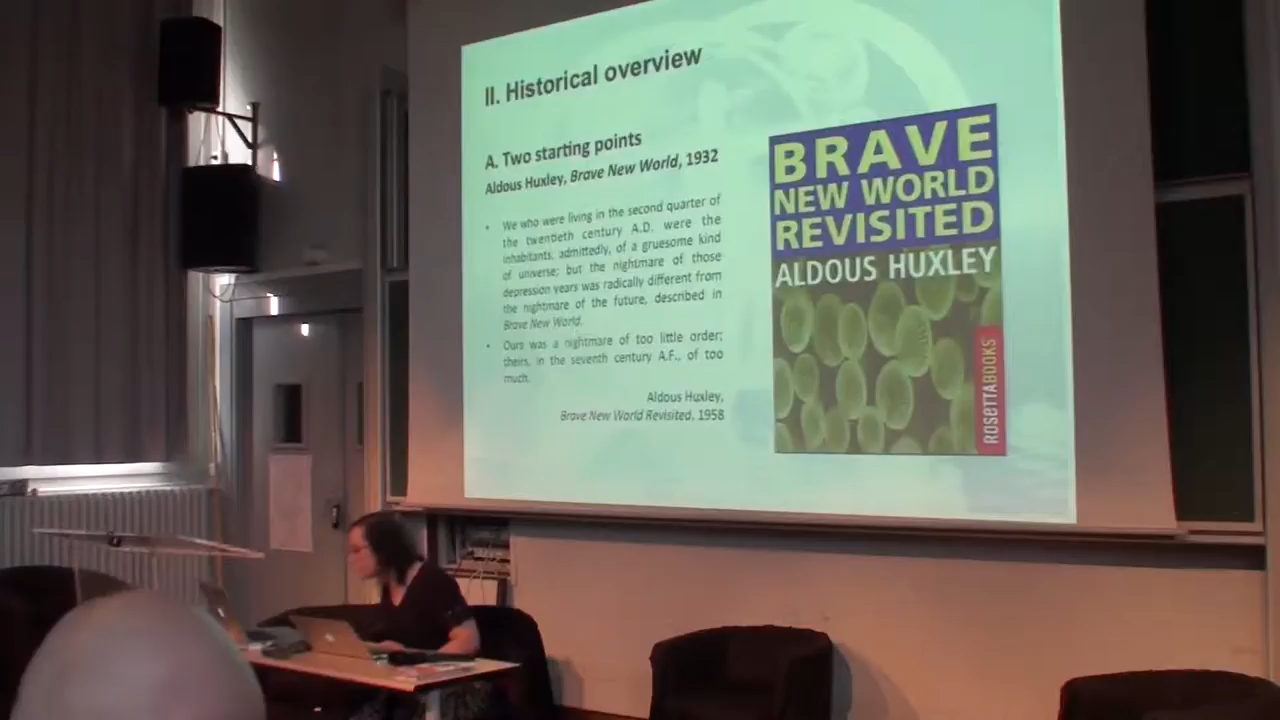 II. Historical overview
A. Two starting points
Aldous Huxley, Brave New World, 1932
• We who were living in the second quarter of
the twentieth century A.D. were the
inhabitants, admittedly, of a gruesome kind
of universe; but the nightmare of those
depression years was radically different from
the nightmare of the future, described in
Brave New World.
• Ours was a nightmare of too little order;
theirs, in the seventh century A.F., of too
much.
Aldous Huxley,
Brave New World Revisited, 1958
BRAVE
NEW WORLD
REVISITED
ALDOUS HUXLEY
ROSETTABOOKS